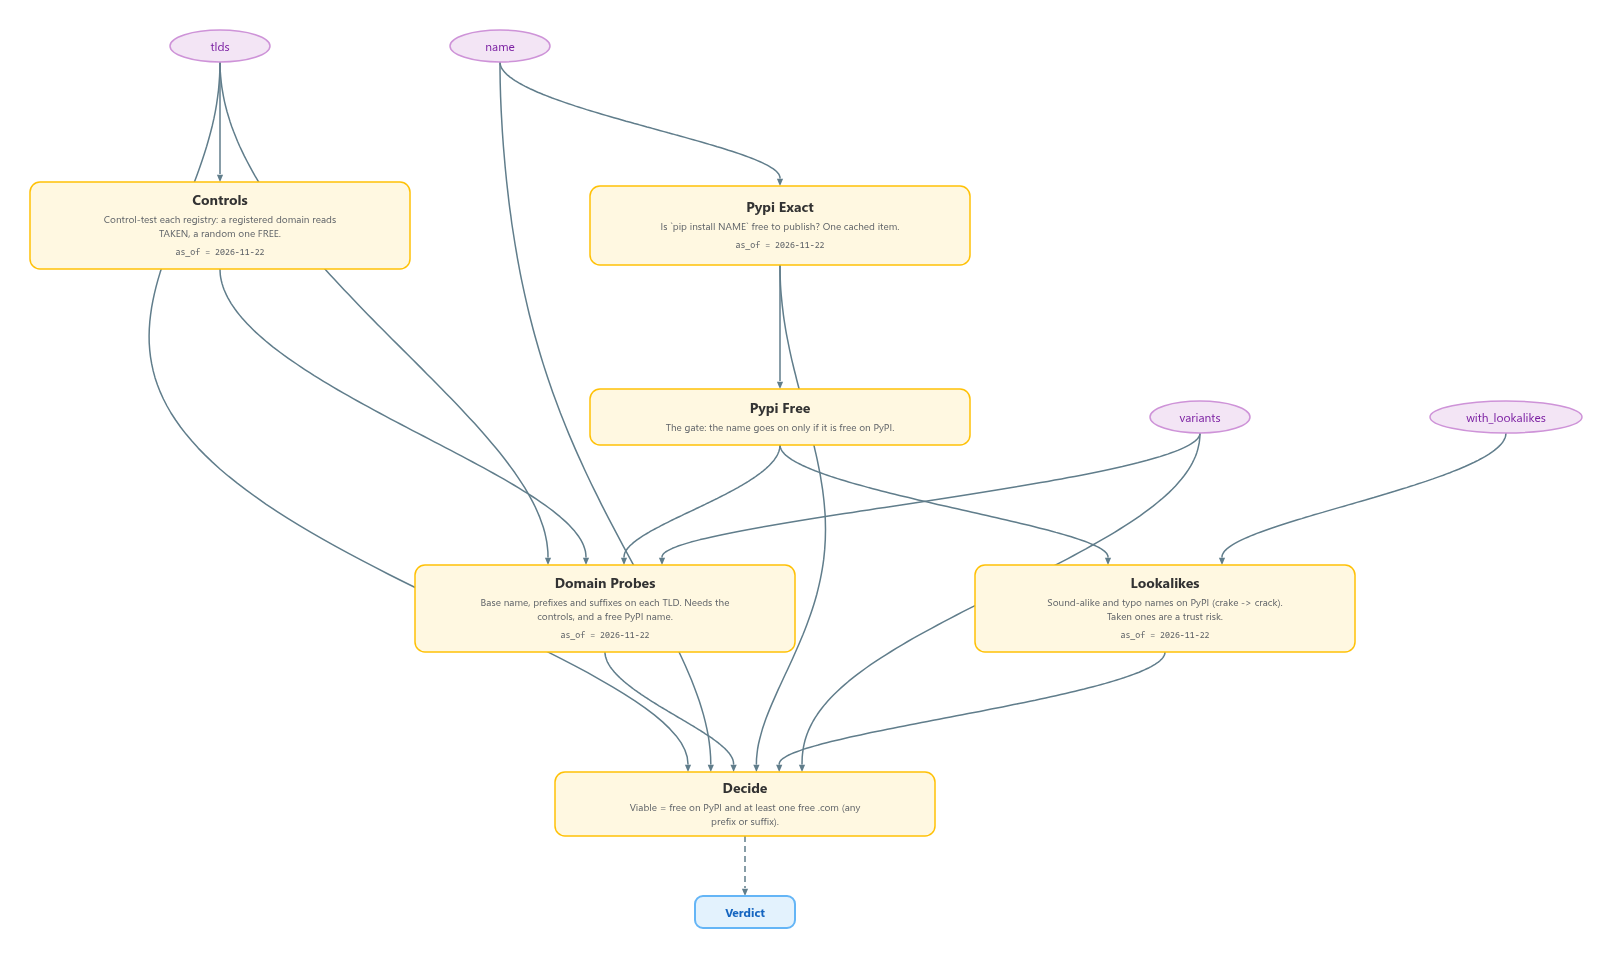 tlds
name
Controls
Control-test each registry: a registered domain reads
TAKEN, a random one FREE.
as_of = 2026-11-22
Pypi Exact
Is `pip install NAME` free to publish? One cached item.
as_of = 2026-11-22
Pypi Free
The gate: the name goes on only if it is free on PyPI.
variants
with_lookalikes
Domain Probes
Base name, prefixes and suffixes on each TLD. Needs the
controls, and a free PyPI name.
as_of = 2026-11-22
Lookalikes
Sound-alike and typo names on PyPI (crake -> crack).
Taken ones are a trust risk.
as_of = 2026-11-22
Decide
Viable = free on PyPI and at least one free .com (any
prefix or suffix).
Verdict